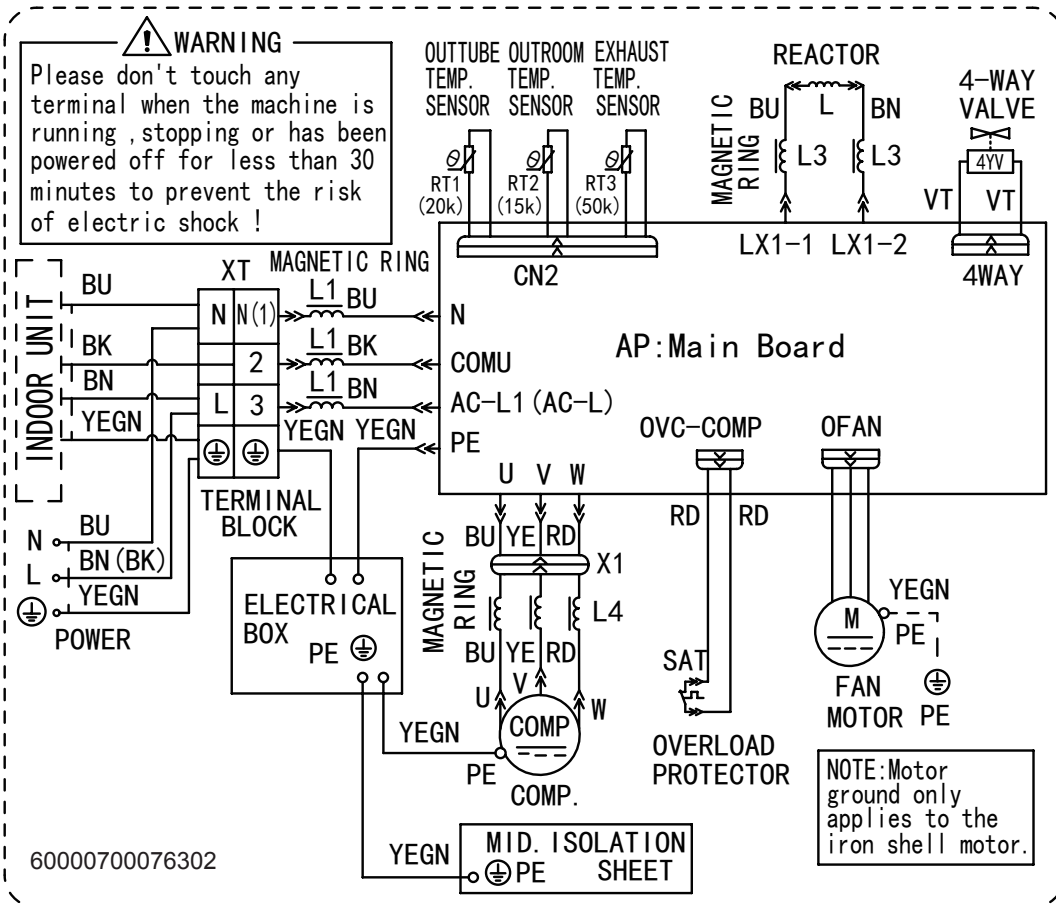 WARNING
Please don't touch any
terminal when the machine is
running ,stopping or has been
powered off for less than 30
minutes to prevent the risk
of electric shock !
OUTTUBE OUTROOM EXHAUST
TEMP. TEMP. TEMP.
SENSOR SENSOR SENSOR
RT1 RT2 RT3
(20k) (15k) (50k)
CN2
REACTOR
BU L BN
MAGNETIC
RING
L3 L3
LX1-1 LX1-2
4-WAY
VALVE
4YV
VT VT
4WAY
INDOOR UNIT
BU
BK
BN
YEGN
XT
N N(1)
2
L 3
TERMINAL
BLOCK
MAGNETIC RING
L1 BU
L1 BK
L1 BN
YEGN YEGN
N
COMU
AC-L1(AC-L)
PE
AP:Main Board
OVC-COMP
OFAN
U V W
N BU
L BN(BK)
YEGN
POWER
ELECTRICAL
BOX
PE
MAGNETIC
RING
BU YE RD
X1
L4
BU YE RD
U V W
COMP
YEGN
PE
COMP.
RD RD
SAT
OVERLOAD
PROTECTOR
M
YEGN
PE
FAN
MOTOR PE
NOTE:Motor
ground only
applies to the
iron shell motor.
YEGN
MID. ISOLATION
PE SHEET
60000700076302